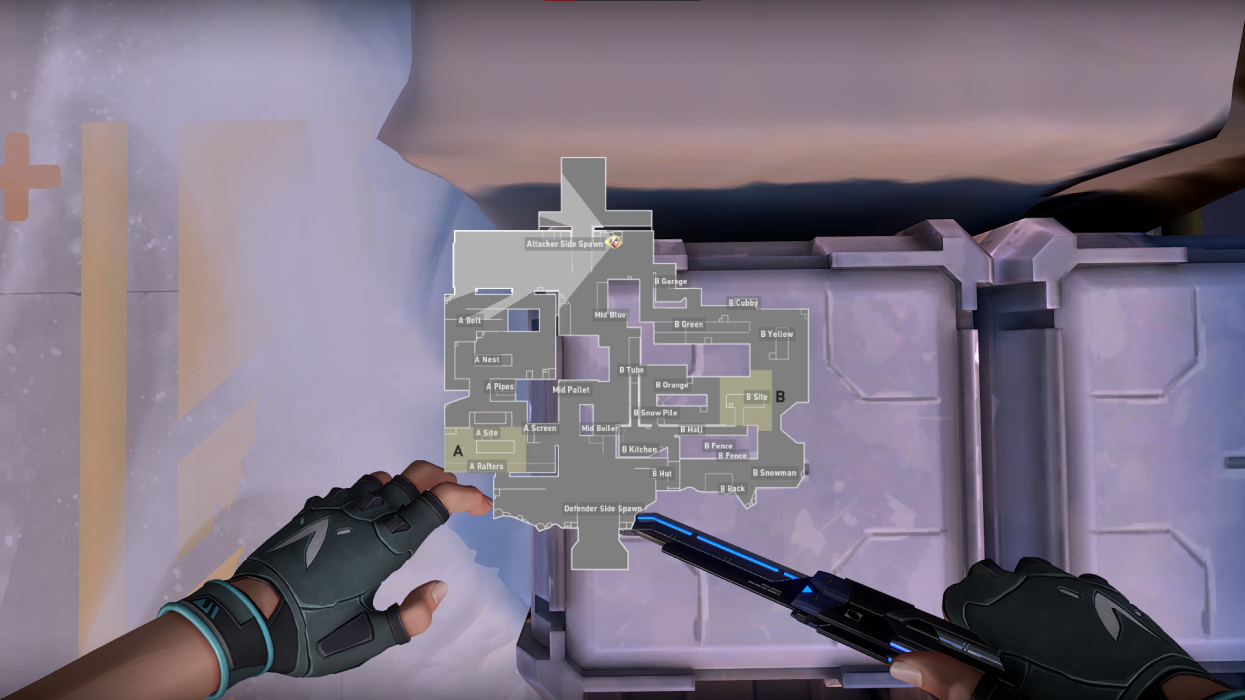 Attacker Side Spawn
B Garage
B Cubby
Mid Blue
A Belt
B Green
B Yellow
A Nest
B Tube
A Pipes
Mid Pallet
B Orange
B Site
B
B Snow Pile
A Site
A Screen
Mid Boiler
B Hall
A
B Kitchen
B Fence
B Fence
A Rafters
B Hut
B Snowman
B Back
Defender Side Spawn